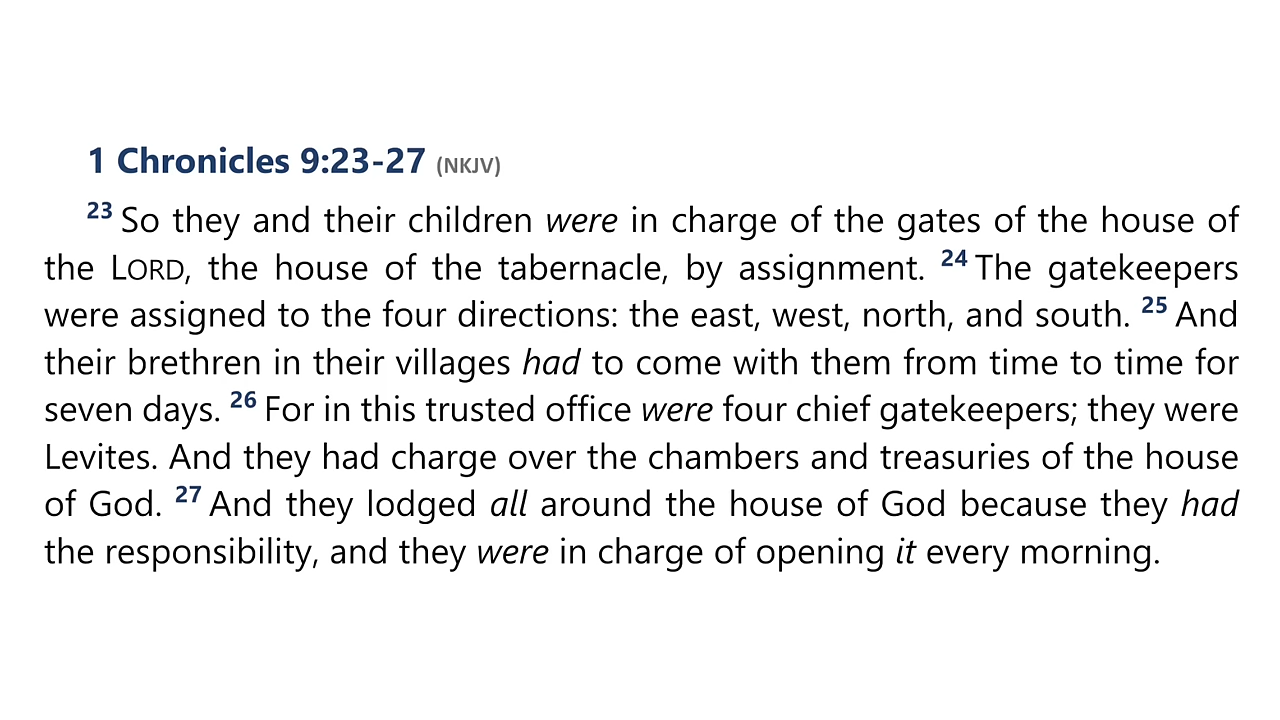 1 Chronicles 9:23-27 (NKJV)
23 So they and their children were in charge of the gates of the house of
the LORD, the house of the tabernacle, by assignment. 24 The gatekeepers
were assigned to the four directions: the east, west, north, and south. 25 And
their brethren in their villages had to come with them from time to time for
seven days. 26 For in this trusted office were four chief gatekeepers; they were
Levites. And they had charge over the chambers and treasuries of the house
of God. 27 And they lodged all around the house of God because they had
the responsibility, and they were in charge of opening it every morning.